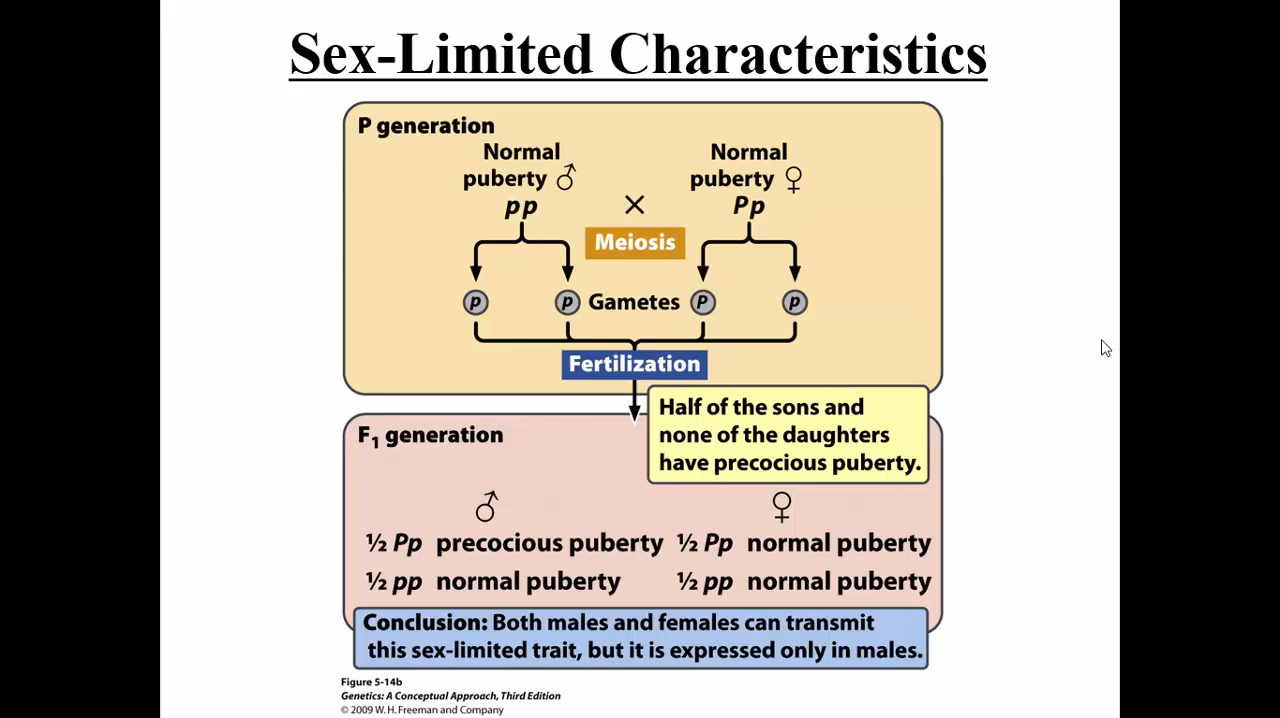 Sex-Limited Characteristics
P generation
Normal puberty ♂
Normal puberty ♀
pp × Pp
Meiosis
p p Gametes P p
Fertilization
Half of the sons and
none of the daughters
have precocious puberty.
F₁ generation
♂ ♀
½ Pp precocious puberty ½ Pp normal puberty
½ pp normal puberty ½ pp normal puberty
Conclusion: Both males and females can transmit
this sex-limited trait, but it is expressed only in males.
Figure 5-14b
Genetics: A Conceptual Approach, Third Edition
© 2009 W. H. Freeman and Company